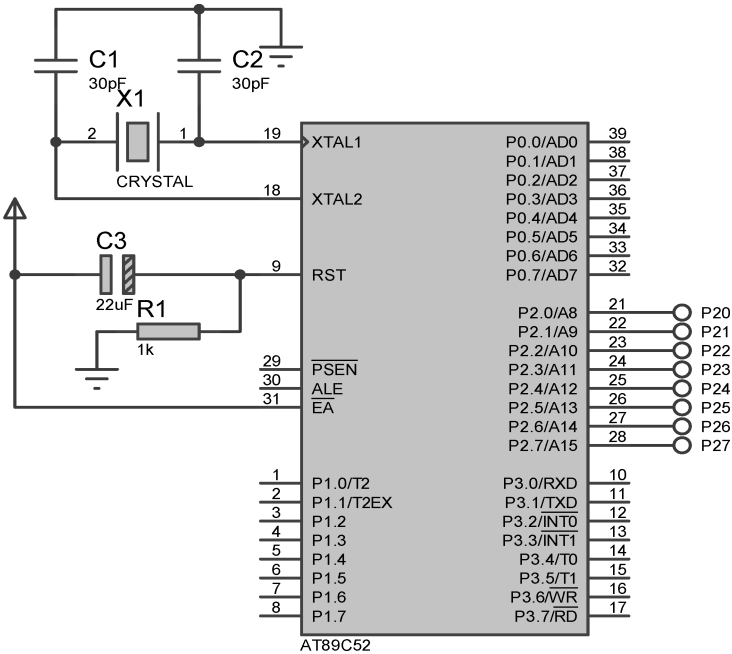 C1
30pF
C2
30pF
X1
2
1
CRYSTAL
19
XTAL1
18
XTAL2
C3
22uF
9
RST
R1
1k
29
PSEN
30
ALE
31
EA
1
P1.0/T2
2
P1.1/T2EX
3
P1.2
4
P1.3
5
P1.4
6
P1.5
7
P1.6
8
P1.7
P0.0/AD0
39
P0.1/AD1
38
P0.2/AD2
37
P0.3/AD3
36
P0.4/AD4
35
P0.5/AD5
34
P0.6/AD6
33
P0.7/AD7
32
P2.0/A8
21
P20
P2.1/A9
22
P21
P2.2/A10
23
P22
P2.3/A11
24
P23
P2.4/A12
25
P24
P2.5/A13
26
P25
P2.6/A14
27
P26
P2.7/A15
28
P27
P3.0/RXD
10
P3.1/TXD
11
P3.2/INT0
12
P3.3/INT1
13
P3.4/T0
14
P3.5/T1
15
P3.6/WR
16
P3.7/RD
17
AT89C52